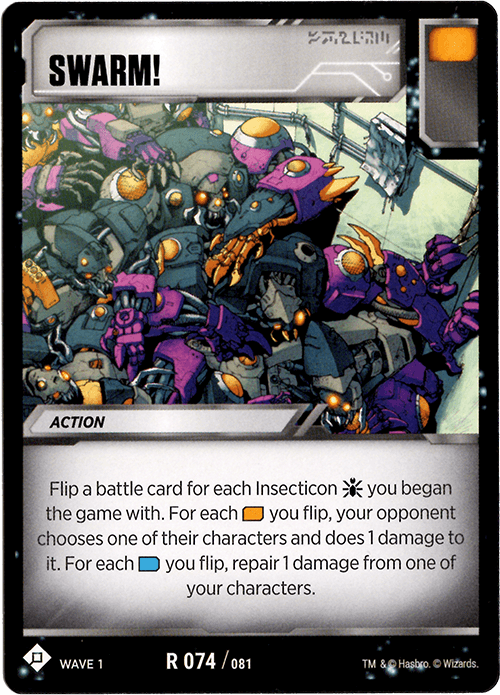 SWARM!
ACTION
Flip a battle card for each Insecticon you began
the game with. For each you flip, your opponent
chooses one of their characters and does 1 damage to
it. For each you flip, repair 1 damage from one of
your characters.
WAVE 1 R 074 / 081 TM & © Hasbro. © Wizards.